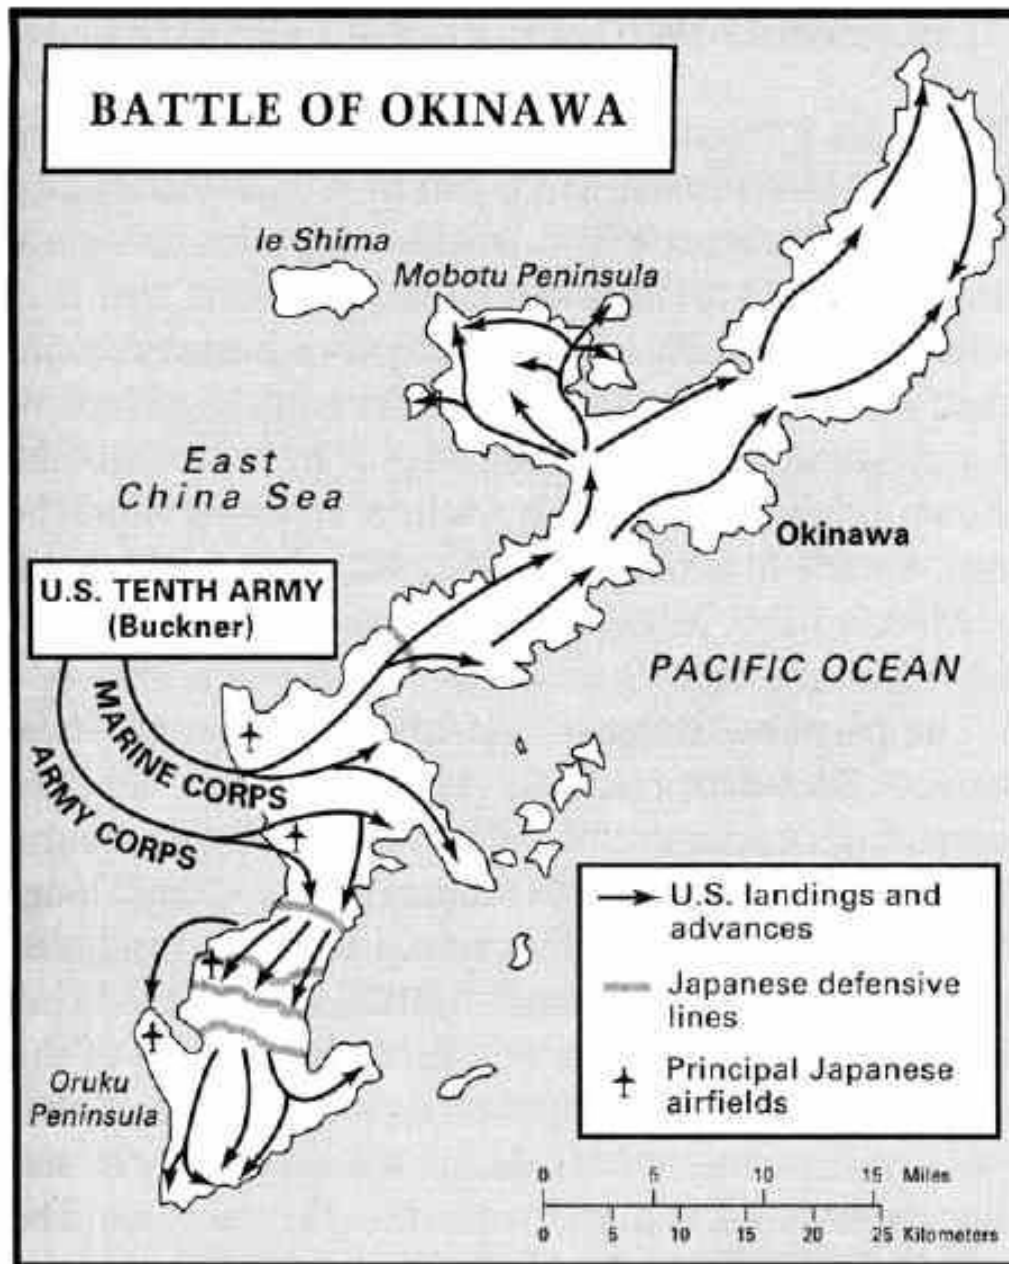 BATTLE OF OKINAWA
Ie Shima
Mobotu Peninsula
East
China Sea
Okinawa
U.S. TENTH ARMY
(Buckner)
PACIFIC OCEAN
MARINE CORPS
ARMY CORPS
U.S. landings and
advances
Japanese defensive
lines
Principal Japanese
airfields
Oruku
Peninsula
0 5 10 15 Miles
0 5 10 15 20 25 Kilometers